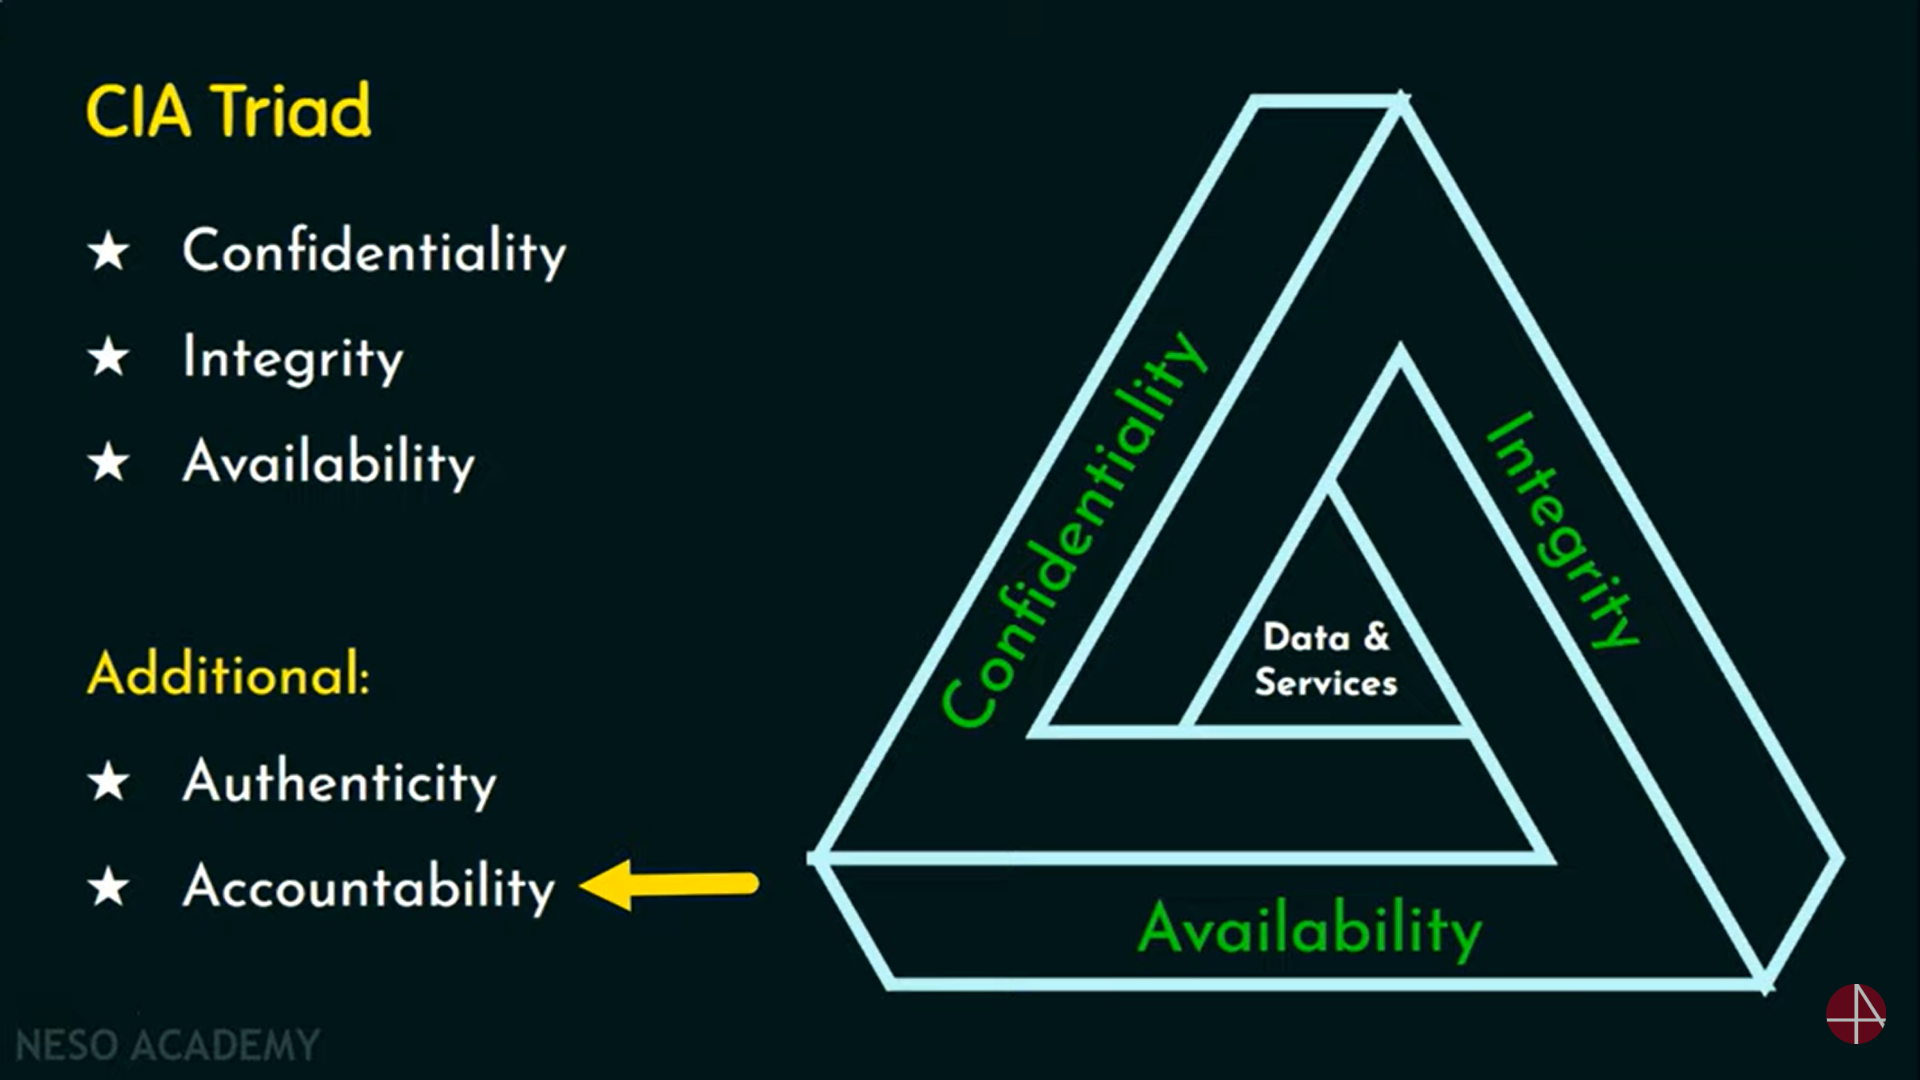 CIA Triad
★ Confidentiality
★ Integrity
★ Availability
Additional:
★ Authenticity
★ Accountability
Confidentiality
Integrity
Data &
Services
Availability
NESO ACADEMY